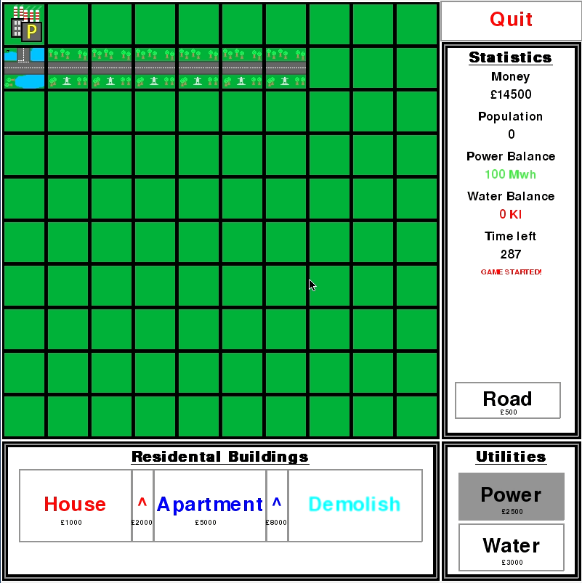 P
Quit
Statistics
Money
£14500
Population
0
Power Balance
100 Mwh
Water Balance
0 Kl
Time left
287
GAME STARTED!
Road
£500
Residental Buildings
House
£1000
^
£2000
Apartment
£5000
^
£8000
Demolish
Utilities
Power
£2500
Water
£3000